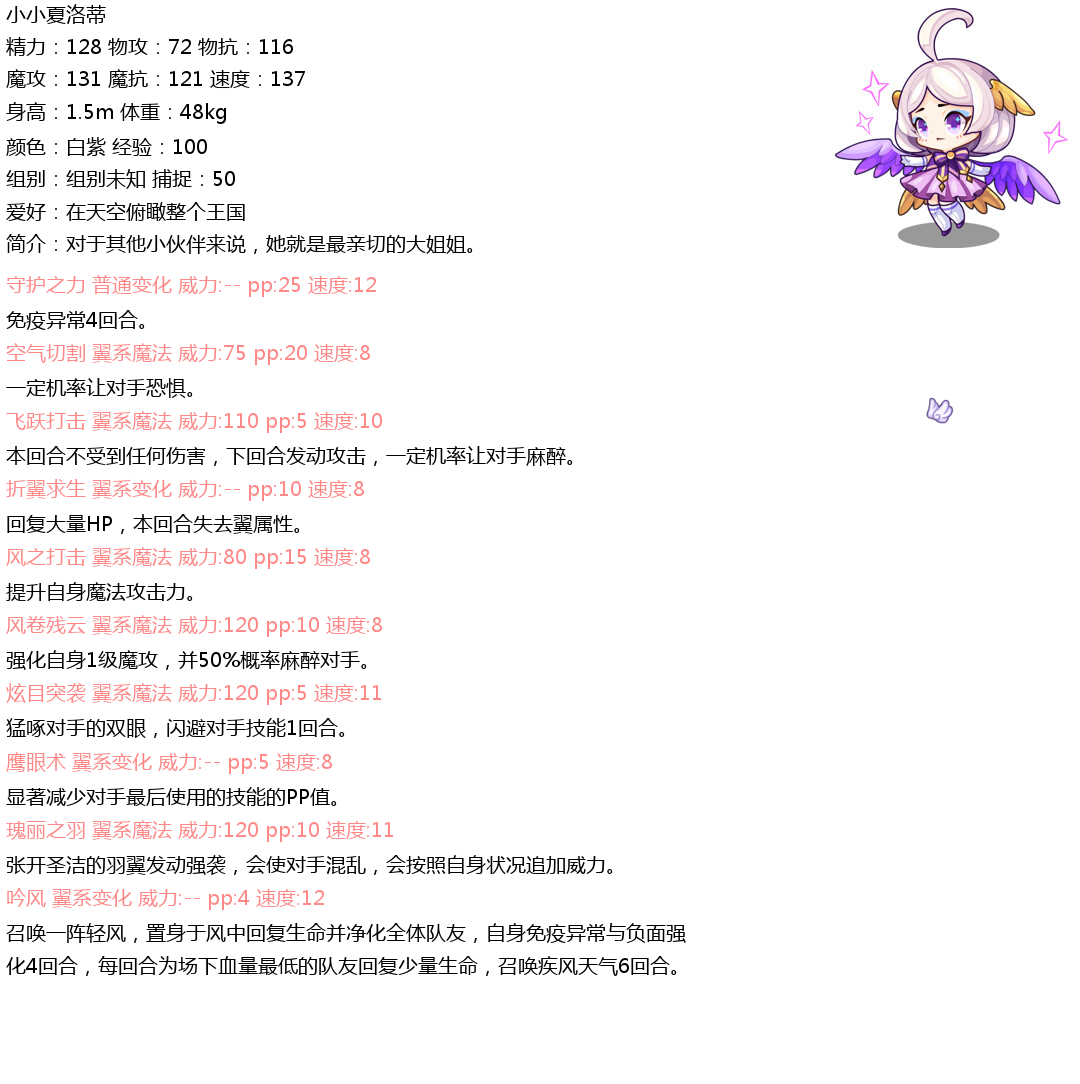 小小夏洛蒂
精力：128 物攻：72 物抗：116
魔攻：131 魔抗：121 速度：137
身高：1.5m 体重：48kg
颜色：白紫 经验：100
组别：组别未知 捕捉：50
爱好：在天空俯瞰整个王国
简介：对于其他小伙伴来说，她就是最亲切的大姐姐。
守护之力 普通变化 威力:-- pp:25 速度:12
免疫异常4回合。
空气切割 翼系魔法 威力:75 pp:20 速度:8
一定机率让对手恐惧。
飞跃打击 翼系魔法 威力:110 pp:5 速度:10
本回合不受到任何伤害，下回合发动攻击，一定机率让对手麻醉。
折翼求生 翼系变化 威力:-- pp:10 速度:8
回复大量HP，本回合失去翼属性。
风之打击 翼系魔法 威力:80 pp:15 速度:8
提升自身魔法攻击力。
风卷残云 翼系魔法 威力:120 pp:10 速度:8
强化自身1级魔攻，并50%概率麻醉对手。
炫目突袭 翼系魔法 威力:120 pp:5 速度:11
猛啄对手的双眼，闪避对手技能1回合。
鹰眼术 翼系变化 威力:-- pp:5 速度:8
显著减少对手最后使用的技能的PP值。
瑰丽之羽 翼系魔法 威力:120 pp:10 速度:11
张开圣洁的羽翼发动强袭，会使对手混乱，会按照自身状况追加威力。
吟风 翼系变化 威力:-- pp:4 速度:12
召唤一阵轻风，置身于风中回复生命并净化全体队友，自身免疫异常与负面强
化4回合，每回合为场下血量最低的队友回复少量生命，召唤疾风天气6回合。